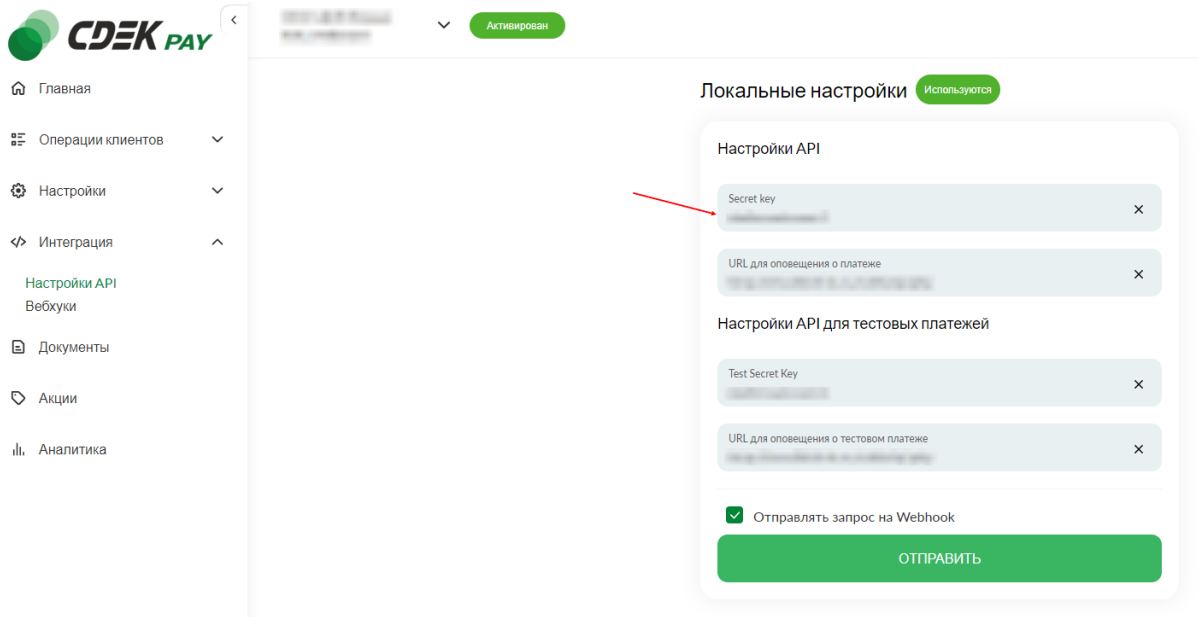 CDEK PAY
Главная
Операции клиентов
Настройки
Интеграция
Настройки API
Вебхуки
Документы
Акции
Аналитика
Активирован
Локальные настройки
Используются
Настройки API
Secret key
URL для оповещения о платеже
Настройки API для тестовых платежей
Test Secret Key
URL для оповещения о тестовом платеже
Отправлять запрос на Webhook
ОТПРАВИТЬ